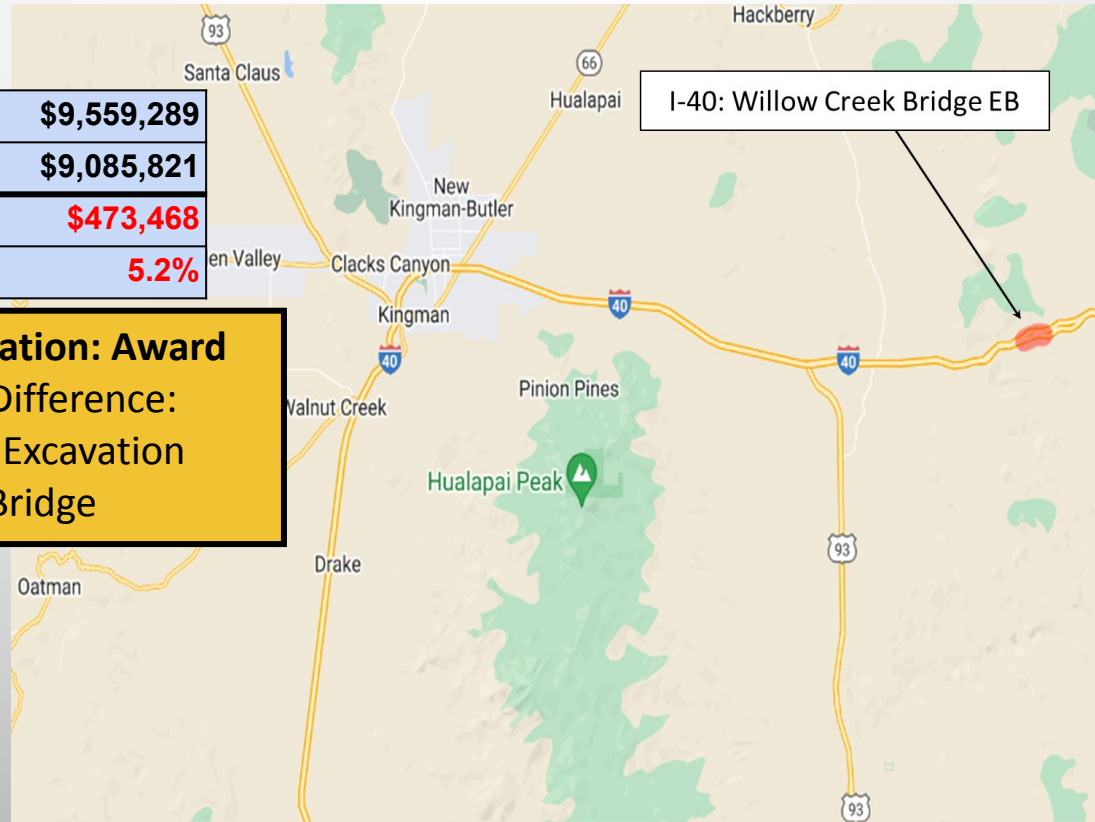 93
Hackberry
Santa Claus
66
Hualapai
I-40: Willow Creek Bridge EB
$9,559,289
$9,085,821
$473,468
5.2%
New
Kingman-Butler
en Valley
Clacks Canyon
40
Kingman
40
40
ation: Award
Difference:
Excavation
Bridge
Walnut Creek
Pinion Pines
Hualapai Peak
93
Drake
Oatman
93